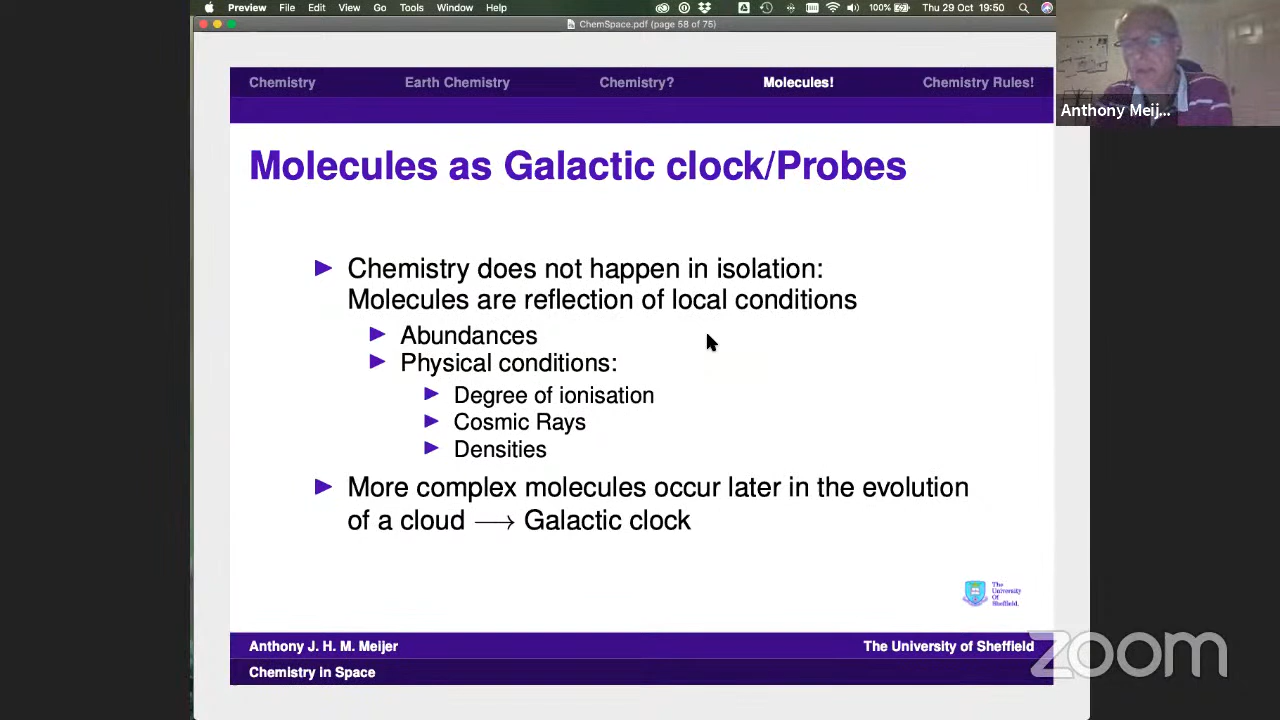 Preview File Edit View Go Tools Window Help
100% Thu 29 Oct 19:50
ChemSpace.pdf (page 58 of 75)
Chemistry Earth Chemistry Chemistry? Molecules! Chemistry Rules!
Anthony Meij...
Molecules as Galactic clock/Probes
Chemistry does not happen in isolation:
Molecules are reflection of local conditions
Abundances
Physical conditions:
Degree of ionisation
Cosmic Rays
Densities
More complex molecules occur later in the evolution
of a cloud ⟶ Galactic clock
The
University
Of
Sheffield.
Anthony J. H. M. Meijer The University of Sheffield
Chemistry in Space
zoom